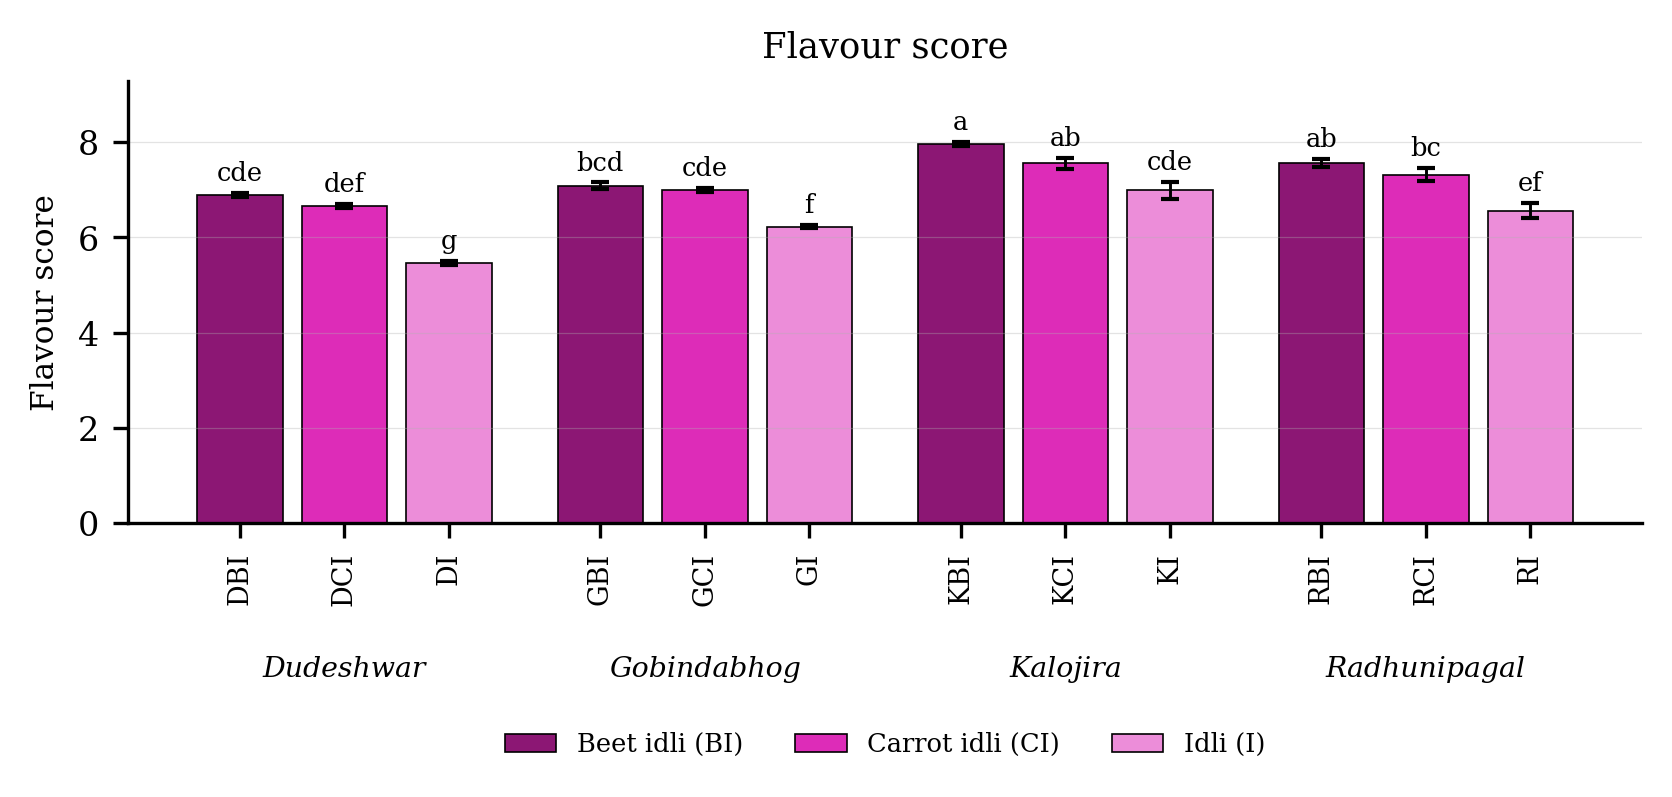 Flavour score
Flavour score
8
6
4
2
0
cde
def
g
bcd
cde
f
a
ab
cde
ab
bc
ef
DBI
DCI
DI
GBI
GCI
GI
KBI
KCI
KI
RBI
RCI
RI
Dudeshwar
Gobindabhog
Kalojira
Radhunipagal
Beet idli (BI)
Carrot idli (CI)
Idli (I)